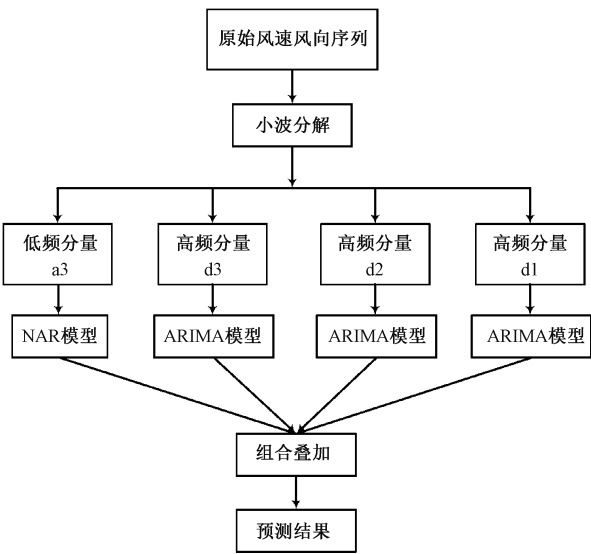 原始风速风向序列
小波分解
低频分量
a3
高频分量
d3
高频分量
d2
高频分量
d1
NAR模型
ARIMA模型
ARIMA模型
ARIMA模型
组合叠加
预测结果